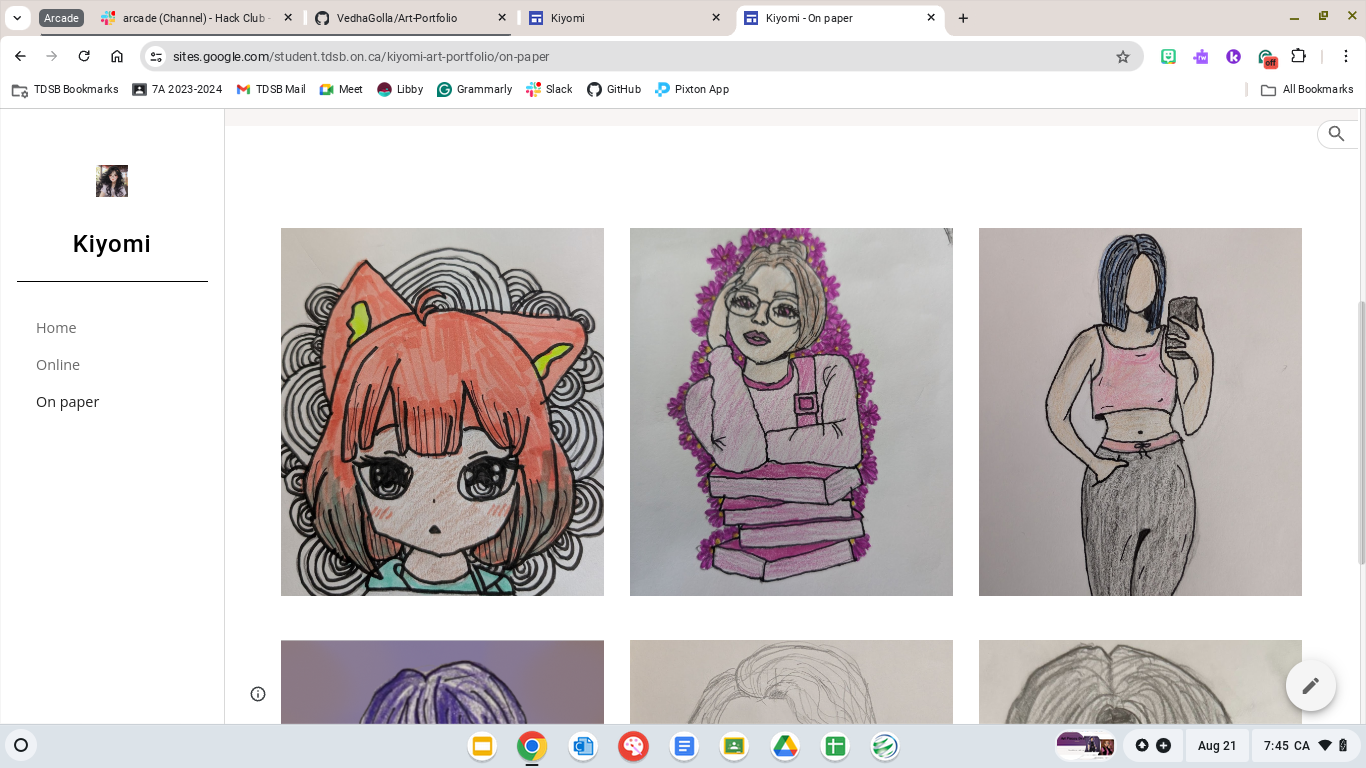 Arcade
arcade (Channel) - Hack Club -
VedhaGolla/Art-Portfolio
Kiyomi
Kiyomi - On paper
sites.google.com/student.tdsb.on.ca/kiyomi-art-portfolio/on-paper
rw
k
off
TDSB Bookmarks
7A 2023-2024
TDSB Mail
Meet
Libby
Grammarly
Slack
GitHub
Pixton App
All Bookmarks
Kiyomi
Home
Online
On paper
Aug 21
7:45 CA